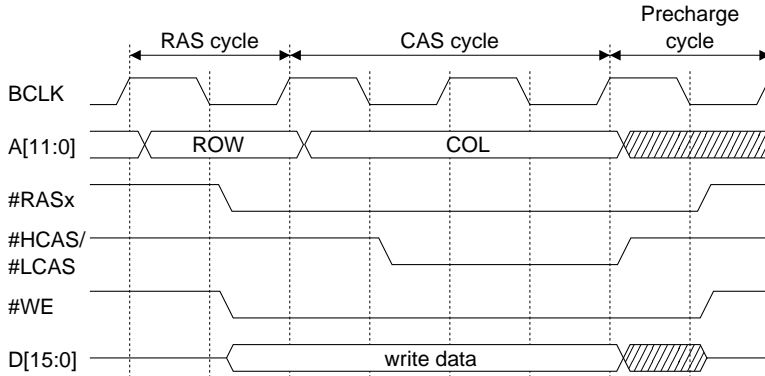 Precharge
RAS cycle CAS cycle cycle
BCLK
A[11:0] ROW COL
#RASx
#HCAS/
#LCAS
#WE
D[15:0] write data